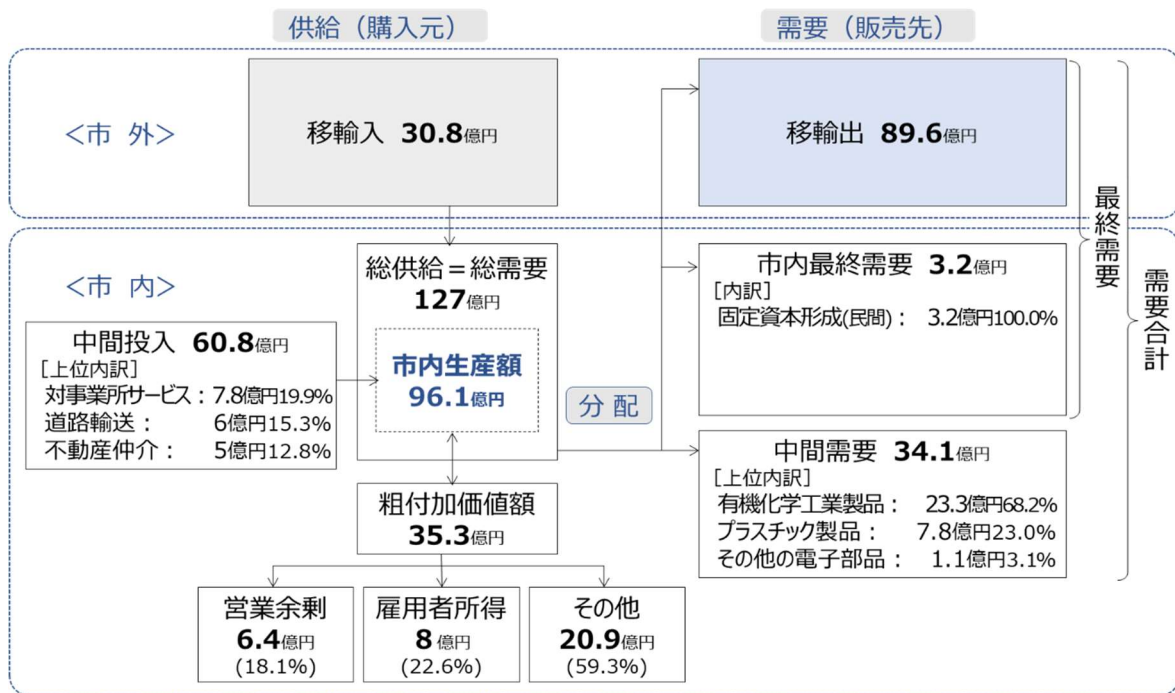 供給（購入元）
需要（販売先）
＜市 外＞
移輸入 30.8億円
移輸出 89.6億円
最終需要
需要合計
＜市 内＞
総供給＝総需要
127億円
市内生産額
96.1億円
中間投入 60.8億円
[上位内訳]
対事業所サービス： 7.8億円19.9%
道路輸送： 6億円15.3%
不動産仲介： 5億円12.8%
分 配
市内最終需要 3.2億円
[内訳]
固定資本形成(民間)： 3.2億円100.0%
中間需要 34.1億円
[上位内訳]
有機化学工業製品： 23.3億円68.2%
プラスチック製品： 7.8億円23.0%
その他の電子部品： 1.1億円3.1%
粗付加価値額
35.3億円
営業余剰
6.4億円
(18.1%)
雇用者所得
8 億円
(22.6%)
その他
20.9億円
(59.3%)